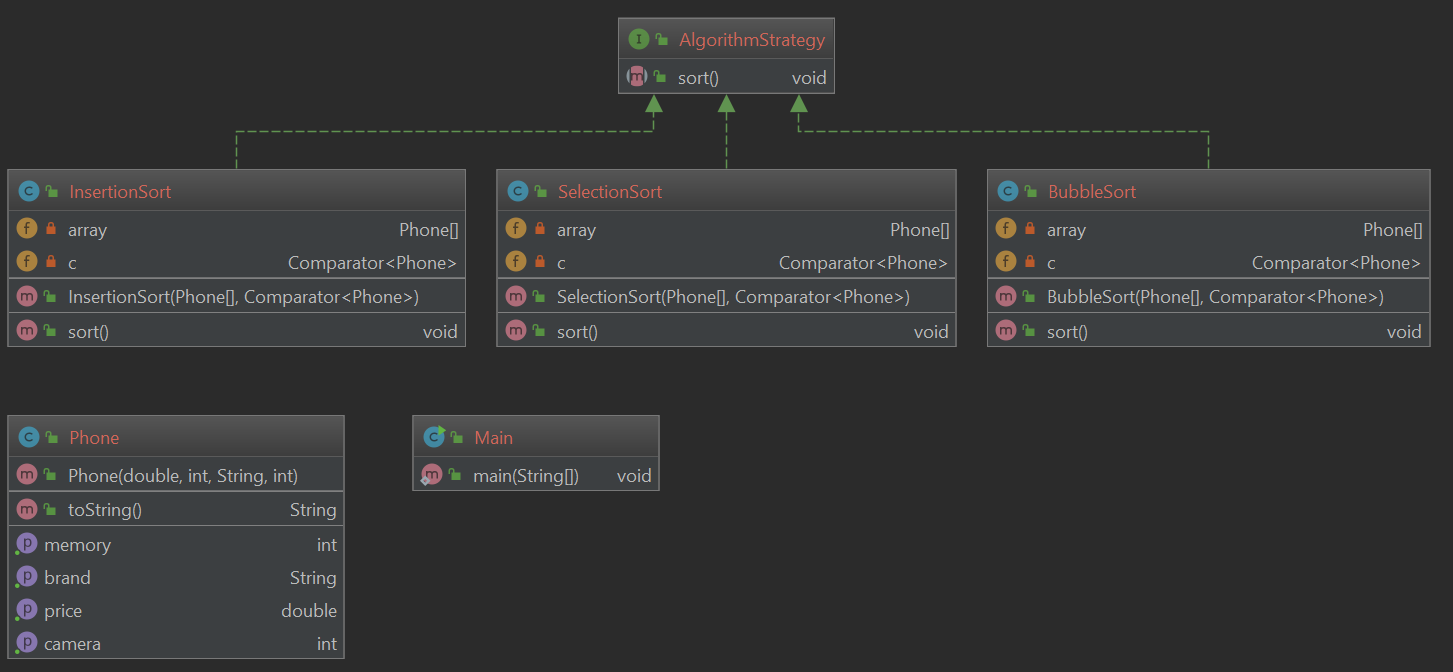 I AlgorithmStrategy
m sort() void
C InsertionSort
f array Phone[]
f c Comparator<Phone>
m InsertionSort(Phone[], Comparator<Phone>)
m sort() void
C SelectionSort
f array Phone[]
f c Comparator<Phone>
m SelectionSort(Phone[], Comparator<Phone>)
m sort() void
C BubbleSort
f array Phone[]
f c Comparator<Phone>
m BubbleSort(Phone[], Comparator<Phone>)
m sort() void
C Phone
m Phone(double, int, String, int)
m toString() String
p memory int
p brand String
p price double
p camera int
C Main
m main(String[]) void